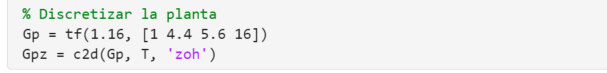 % Discretizar la planta
Gp = tf(1.16, [1 4.4 5.6 16])
Gpz = c2d(Gp, T, 'zoh')